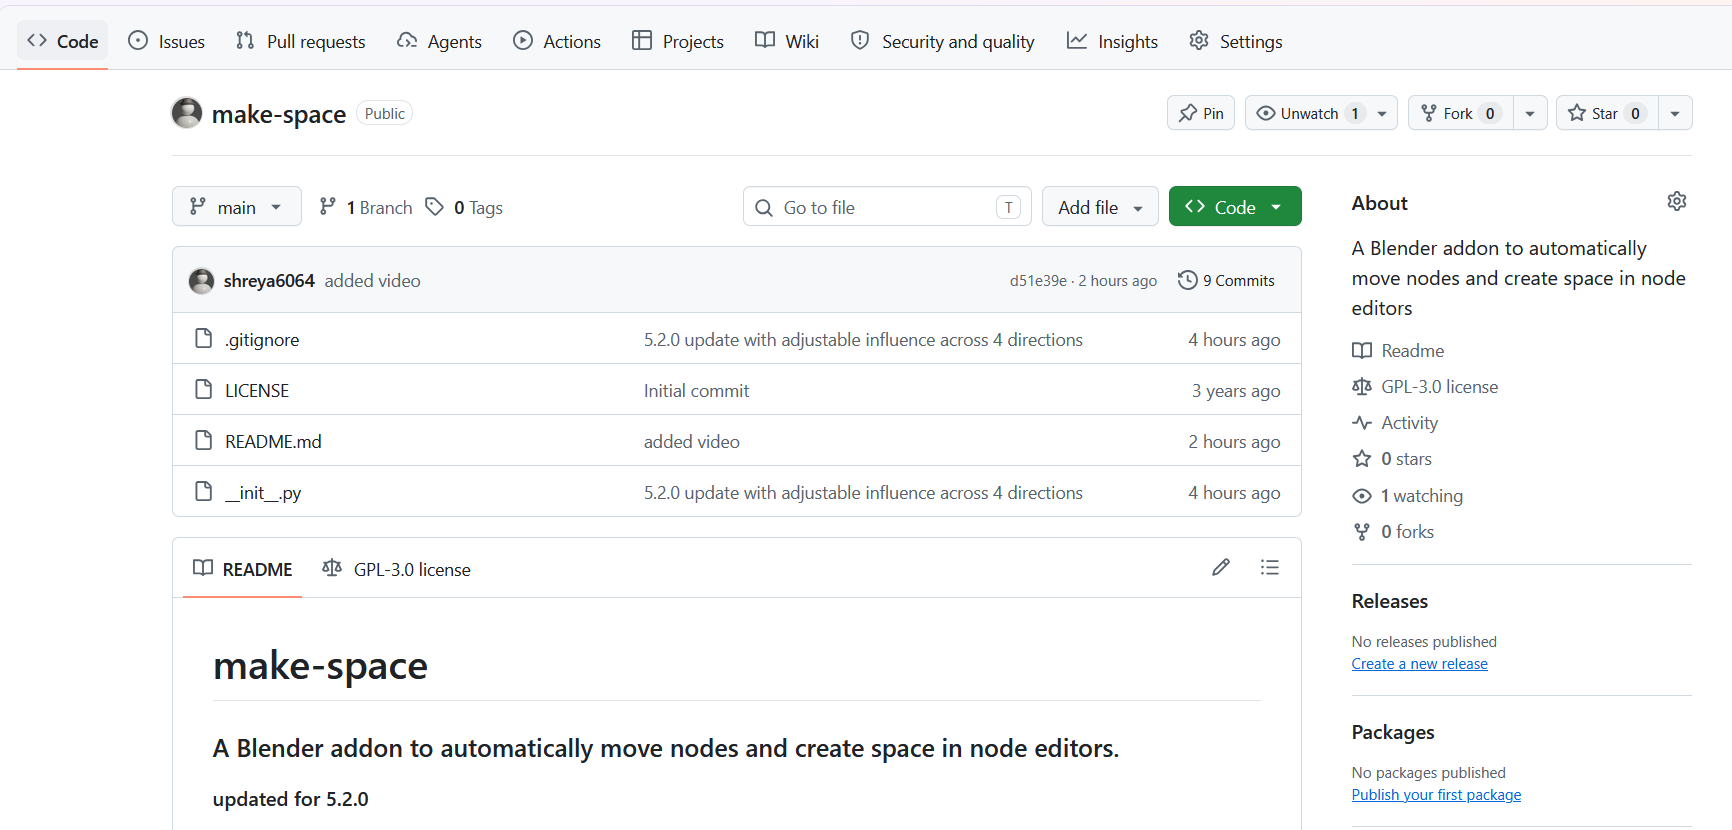 Code Issues Pull requests Agents Actions Projects Wiki Security and quality Insights Settings
make-space Public Pin Unwatch 1 Fork 0 Star 0
main 1 Branch 0 Tags Go to file T Add file Code
shreya6064 added video d51e39e · 2 hours ago 9 Commits
.gitignore 5.2.0 update with adjustable influence across 4 directions 4 hours ago
LICENSE Initial commit 3 years ago
README.md added video 2 hours ago
__init__.py 5.2.0 update with adjustable influence across 4 directions 4 hours ago
README GPL-3.0 license
make-space
A Blender addon to automatically move nodes and create space in node editors.
updated for 5.2.0
About
A Blender addon to automatically
move nodes and create space in node
editors
Readme
GPL-3.0 license
Activity
0 stars
1 watching
0 forks
Releases
No releases published
Create a new release
Packages
No packages published
Publish your first package